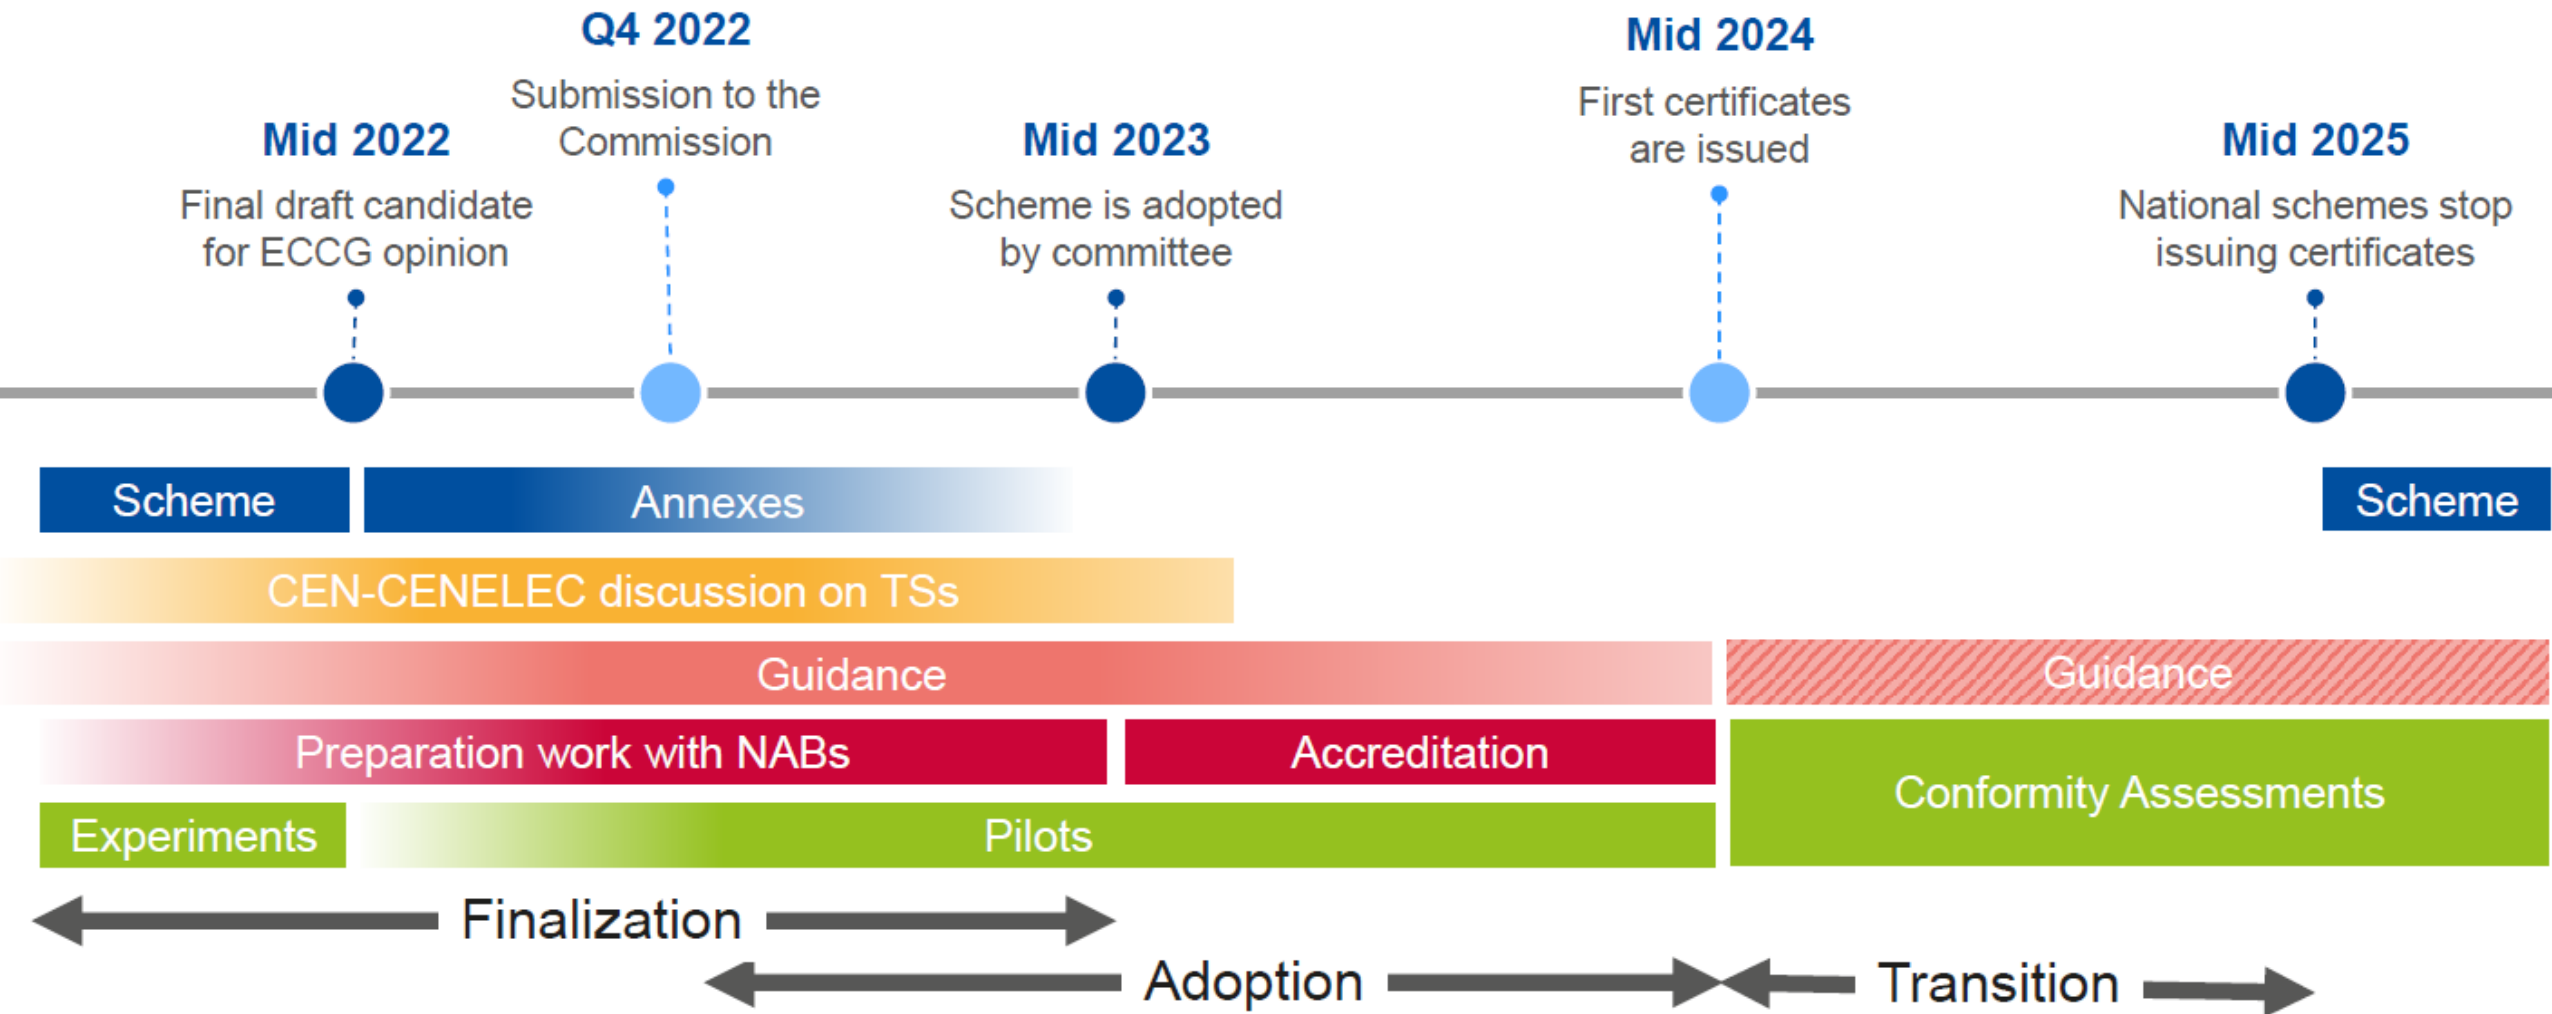 Q4 2022
Submission to the
Commission
Mid 2024
First certificates
are issued
Mid 2022
Final draft candidate
for ECCG opinion
Mid 2023
Scheme is adopted
by committee
Mid 2025
National schemes stop
issuing certificates
Scheme
Annexes
Scheme
CEN-CENELEC discussion on TSs
Guidance
Guidance
Preparation work with NABs
Accreditation
Conformity Assessments
Experiments
Pilots
Finalization
Adoption
Transition